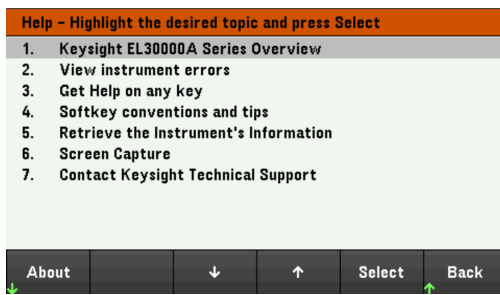 Help - Highlight the desired topic and press Select
1. Keysight EL30000A Series Overview
2. View instrument errors
3. Get Help on any key
4. Softkey conventions and tips
5. Retrieve the Instrument's Information
6. Screen Capture
7. Contact Keysight Technical Support
About ↓ ↑ Select Back